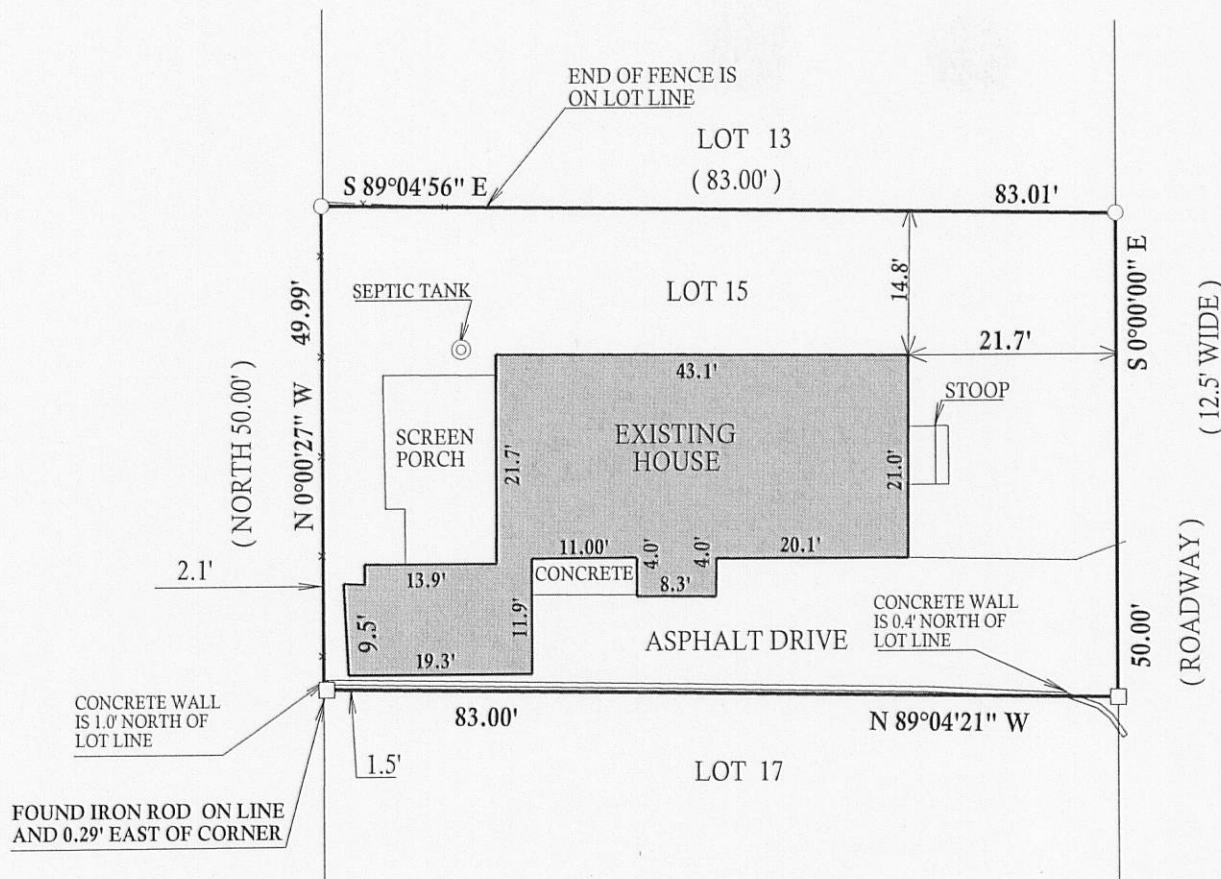 END OF FENCE IS
ON LOT LINE
LOT 13
( 83.00' )
S 89°04'56" E
83.01'
SEPTIC TANK
LOT 15
14.8'
21.7'
S 0°00'00" E
( 12.5' WIDE )
49.99'
N 0°00'27" W
( NORTH 50.00' )
43.1'
STOOP
SCREEN
PORCH
21.7'
EXISTING
HOUSE
21.0'
11.00'
4.0'
4.0'
20.1'
CONCRETE
8.3'
13.9'
2.1'
9.5'
11.9'
19.3'
ASPHALT DRIVE
CONCRETE WALL
IS 0.4' NORTH OF
LOT LINE
50.00'
( ROADWAY )
CONCRETE WALL
IS 1.0' NORTH OF
LOT LINE
83.00'
N 89°04'21" W
1.5'
LOT 17
FOUND IRON ROD ON LINE
AND 0.29' EAST OF CORNER